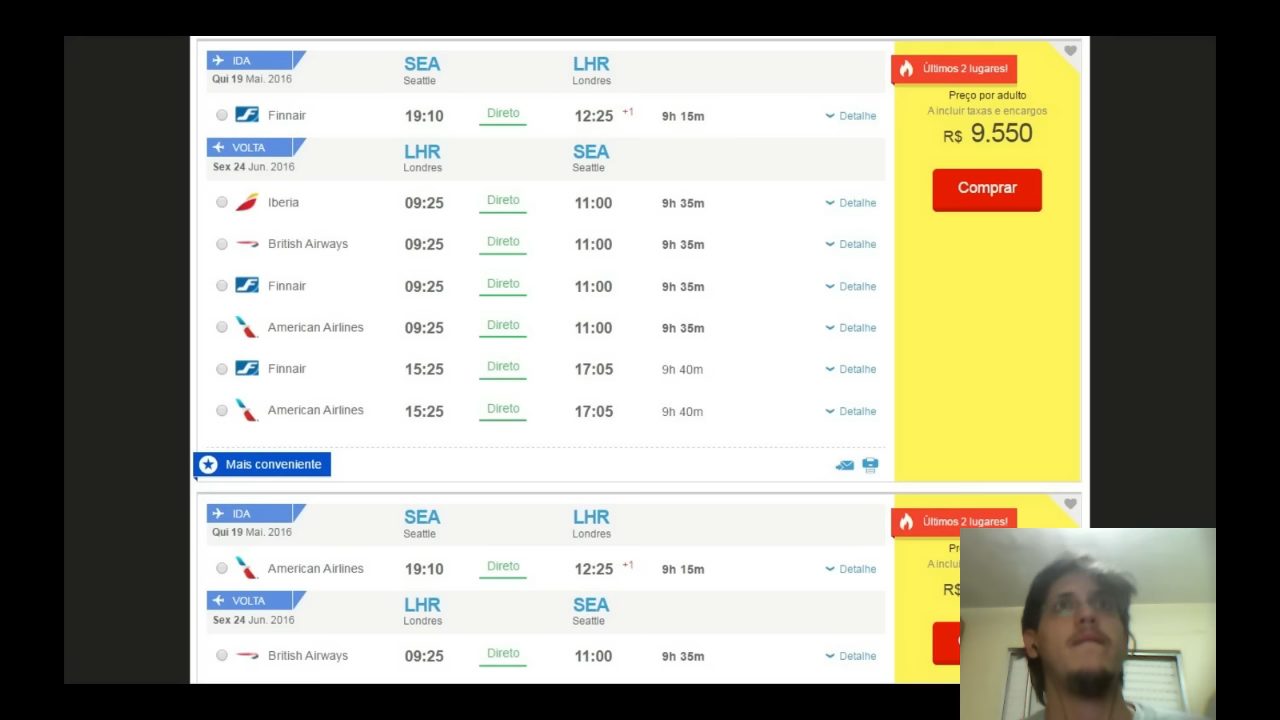 IDA
SEA
LHR
Qui 19 Mai. 2016
Seattle
Londres
Finnair
19:10
Direto
12:25 +1
9h 15m
Detalhe
VOLTA
LHR
SEA
Sex 24 Jun. 2016
Londres
Seattle
Iberia
09:25
Direto
11:00
9h 35m
Detalhe
British Airways
09:25
Direto
11:00
9h 35m
Detalhe
Finnair
09:25
Direto
11:00
9h 35m
Detalhe
American Airlines
09:25
Direto
11:00
9h 35m
Detalhe
Finnair
15:25
Direto
17:05
9h 40m
Detalhe
American Airlines
15:25
Direto
17:05
9h 40m
Detalhe
Mais conveniente
Últimos 2 lugares!
Preço por adulto
A incluir taxas e encargos
R$ 9.550
Comprar
IDA
SEA
LHR
Qui 19 Mai. 2016
Seattle
Londres
American Airlines
19:10
Direto
12:25 +1
9h 15m
Detalhe
VOLTA
LHR
SEA
Sex 24 Jun. 2016
Londres
Seattle
British Airways
09:25
Direto
11:00
9h 35m
Detalhe
Últimos 2 lugares!
R$